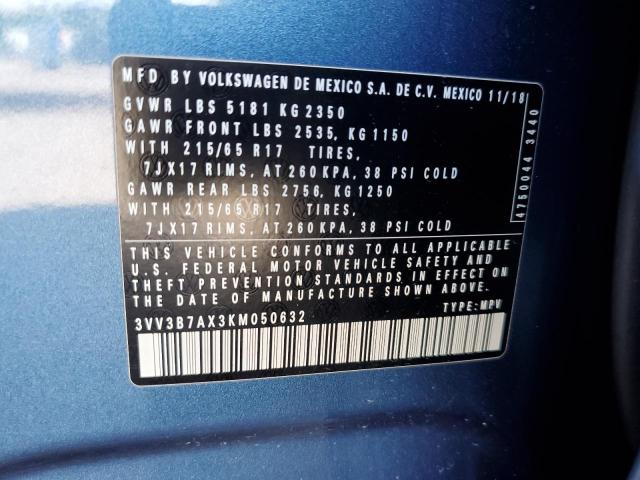 MFD BY VOLKSWAGEN DE MEXICO S.A. DE C.V. MEXICO 11/18
GVWR LBS 5181 KG 2350
GAWR FRONT LBS 2535, KG 1150
WITH 215/65 R17 TIRES,
7JX17 RIMS, AT 260 KPA, 38 PSI COLD
GAWR REAR LBS 2756, KG 1250
WITH 215/65 R17 TIRES,
7JX17 RIMS, AT 260 KPA, 38 PSI COLD
THIS VEHICLE CONFORMS TO ALL APPLICABLE
U.S. FEDERAL MOTOR VEHICLE SAFETY AND
THEFT PREVENTION STANDARDS IN EFFECT ON
THE DATE OF MANUFACTURE SHOWN ABOVE.
3VV3B7AX3KM050632 TYPE: MPV
4750044 3440